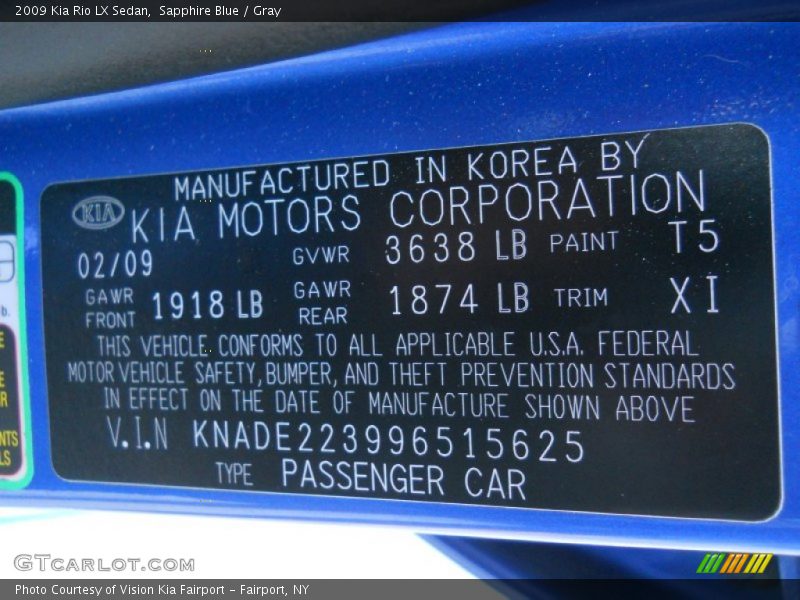 2009 Kia Rio LX Sedan, Sapphire Blue / Gray
MANUFACTURED IN KOREA BY
KIA
KIA MOTORS CORPORATION
02/09 GVWR 3638 LB PAINT T5
GAWR FRONT 1918 LB GAWR REAR 1874 LB TRIM XI
THIS VEHICLE CONFORMS TO ALL APPLICABLE U.S.A. FEDERAL
MOTOR VEHICLE SAFETY, BUMPER, AND THEFT PREVENTION STANDARDS
IN EFFECT ON THE DATE OF MANUFACTURE SHOWN ABOVE
V.I.N KNADE223996515625
TYPE PASSENGER CAR
GTCARLOT.COM
Photo Courtesy of Vision Kia Fairport - Fairport, NY